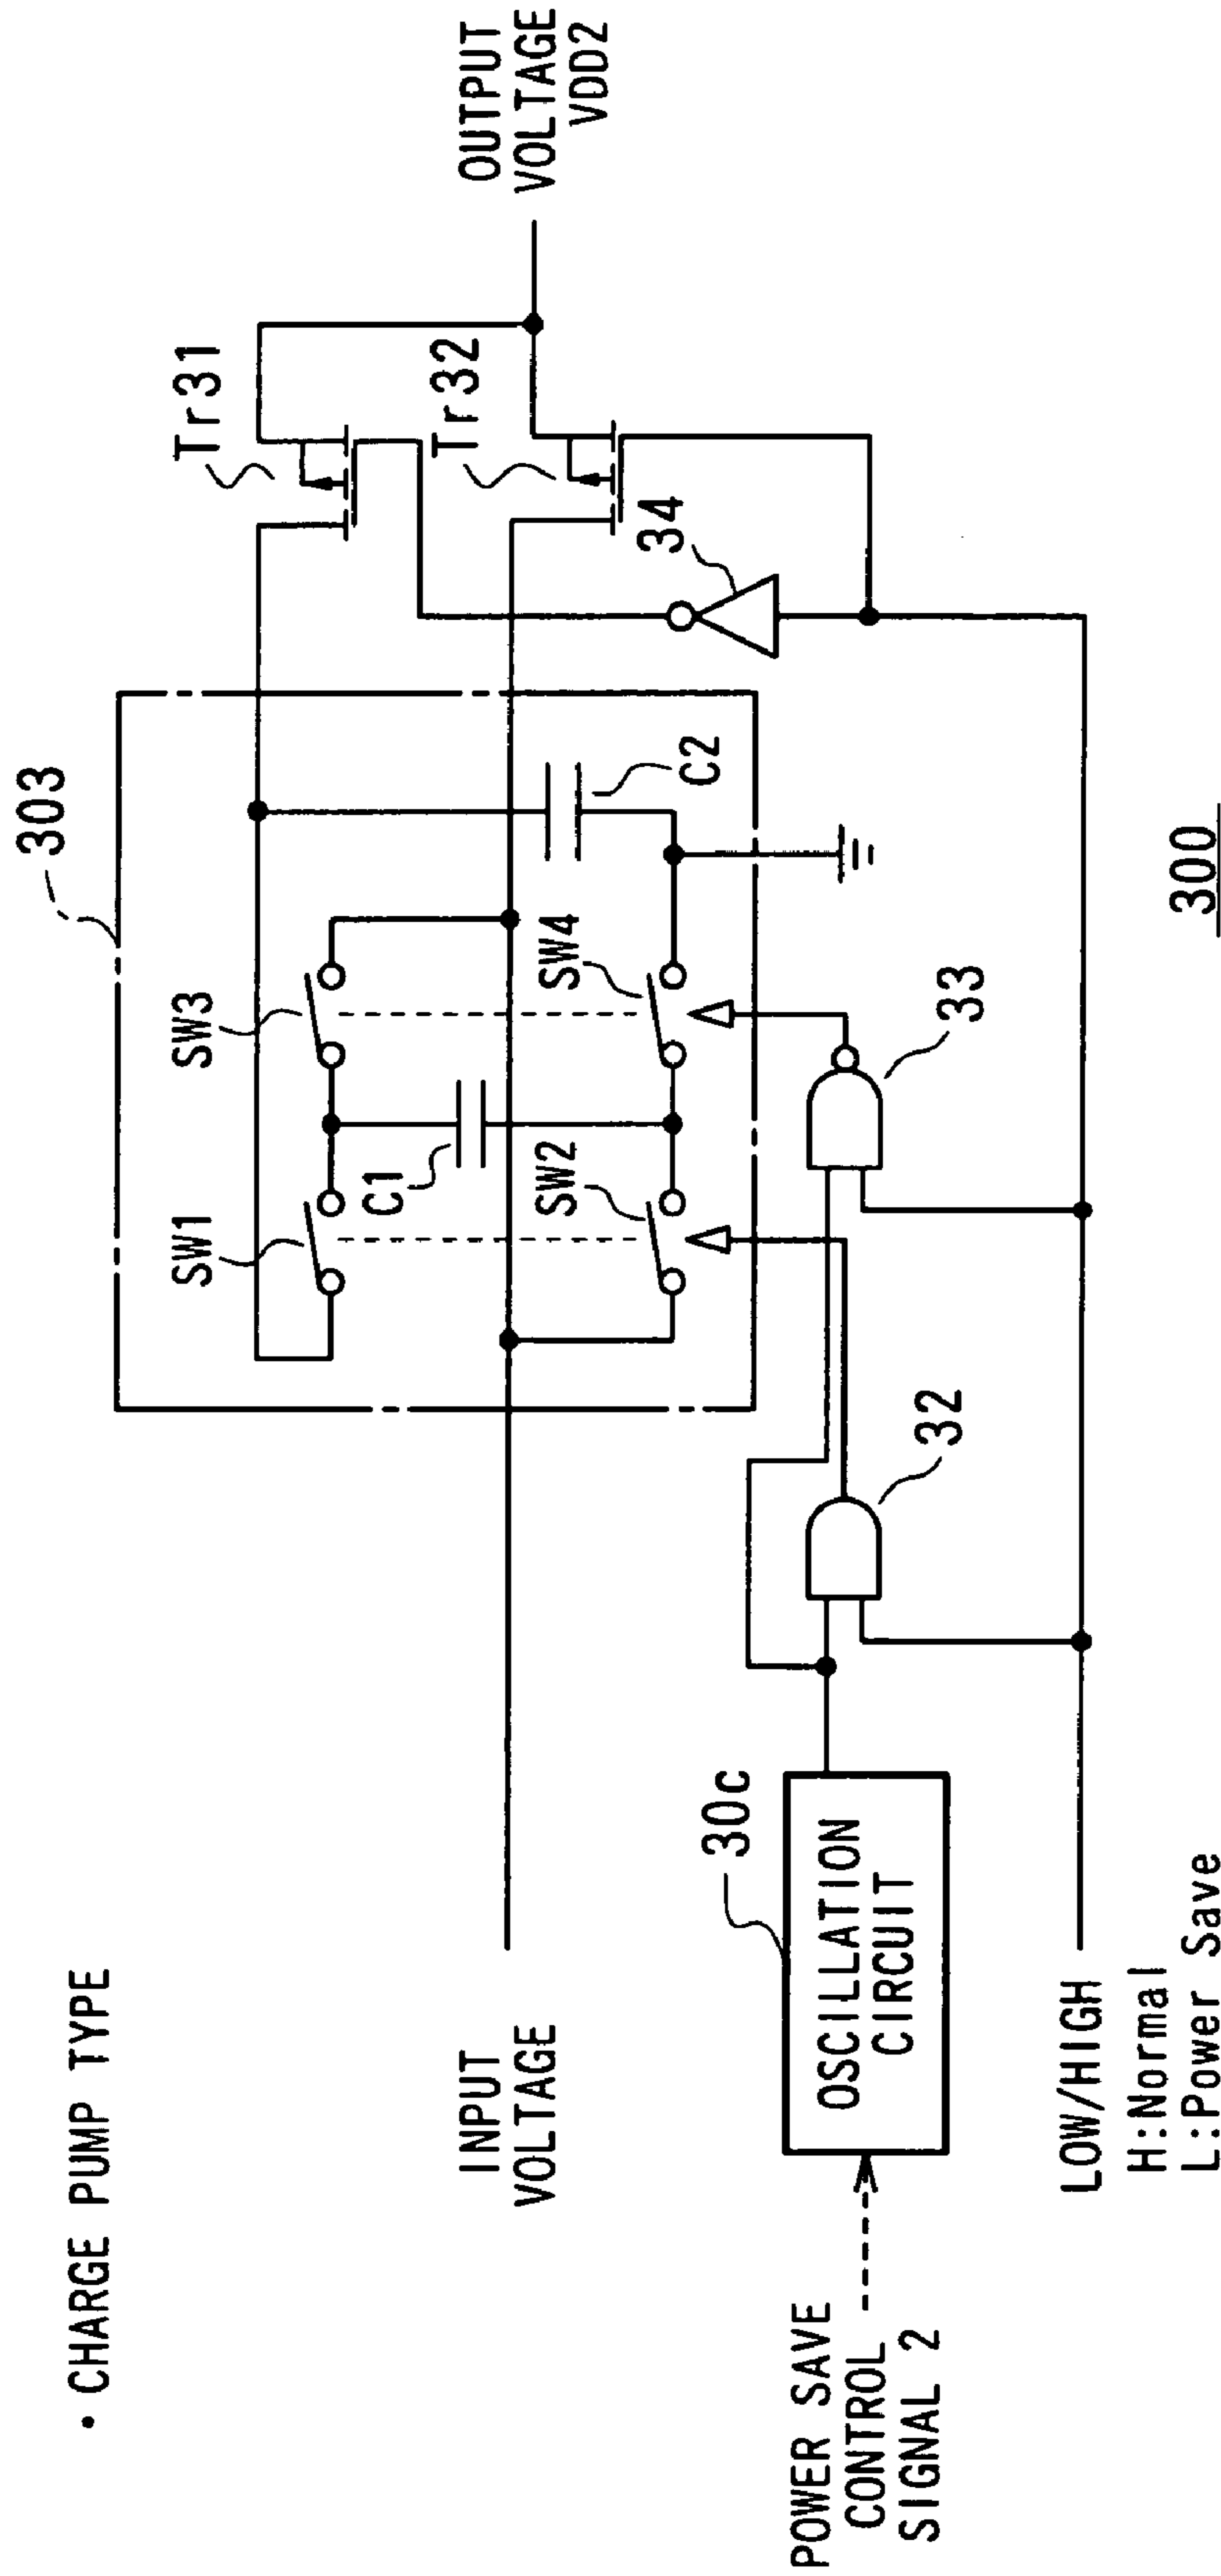 • CHARGE PUMP TYPE
303
SW1
SW3
Tr31
C1
SW2
SW4
C2
Tr32
OUTPUT
VOLTAGE
VDD2
INPUT
VOLTAGE
34
30c
OSCILLATION
CIRCUIT
32
33
POWER SAVE
CONTROL
SIGNAL 2
LOW/HIGH
H:Normal
L:Power Save
300